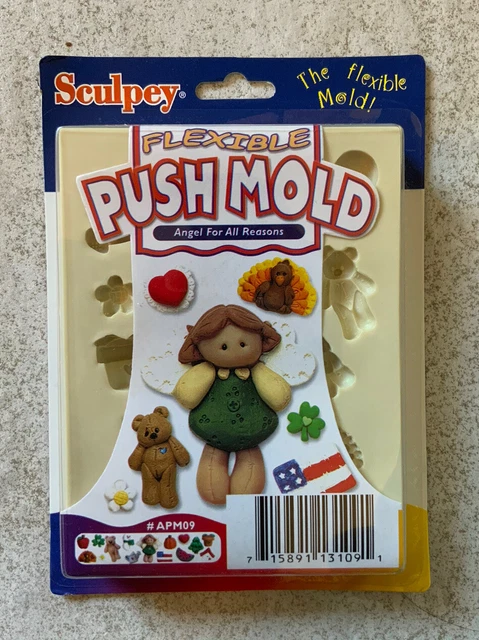 Sculpey®
The flexible
Mold!
FLEXIBLE
PUSH MOLD
Angel For All Reasons
#APM09
7 15891 13109 1